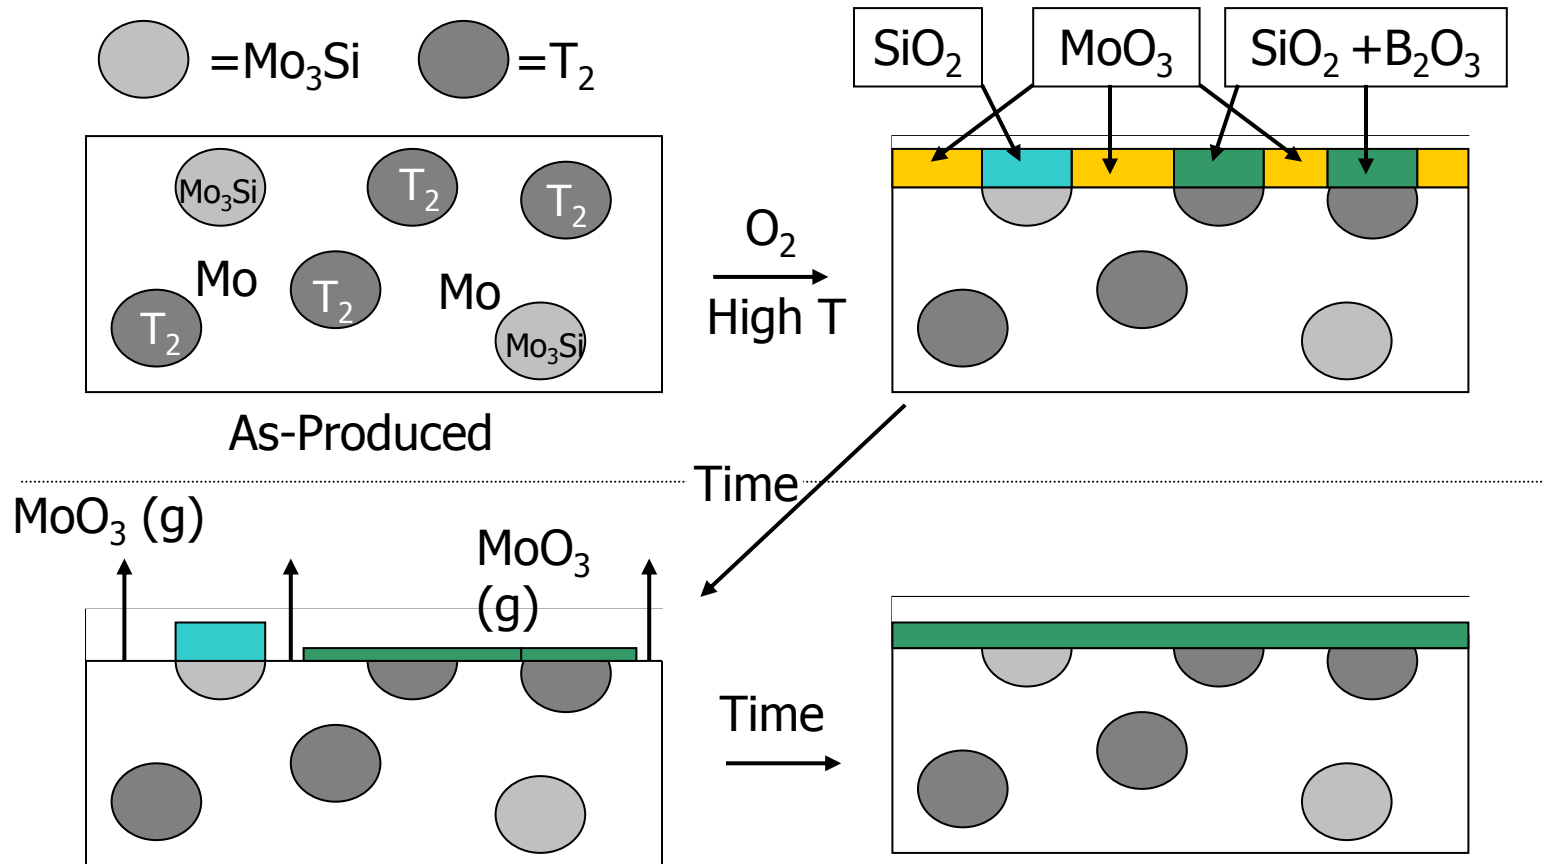 =Mo₃Si
=T₂
SiO₂
MoO₃
SiO₂ +B₂O₃
Mo₃Si
T₂
T₂
Mo
T₂
Mo
T₂
Mo₃Si
O₂
High T
As-Produced
Time
MoO₃ (g)
MoO₃
(g)
Time